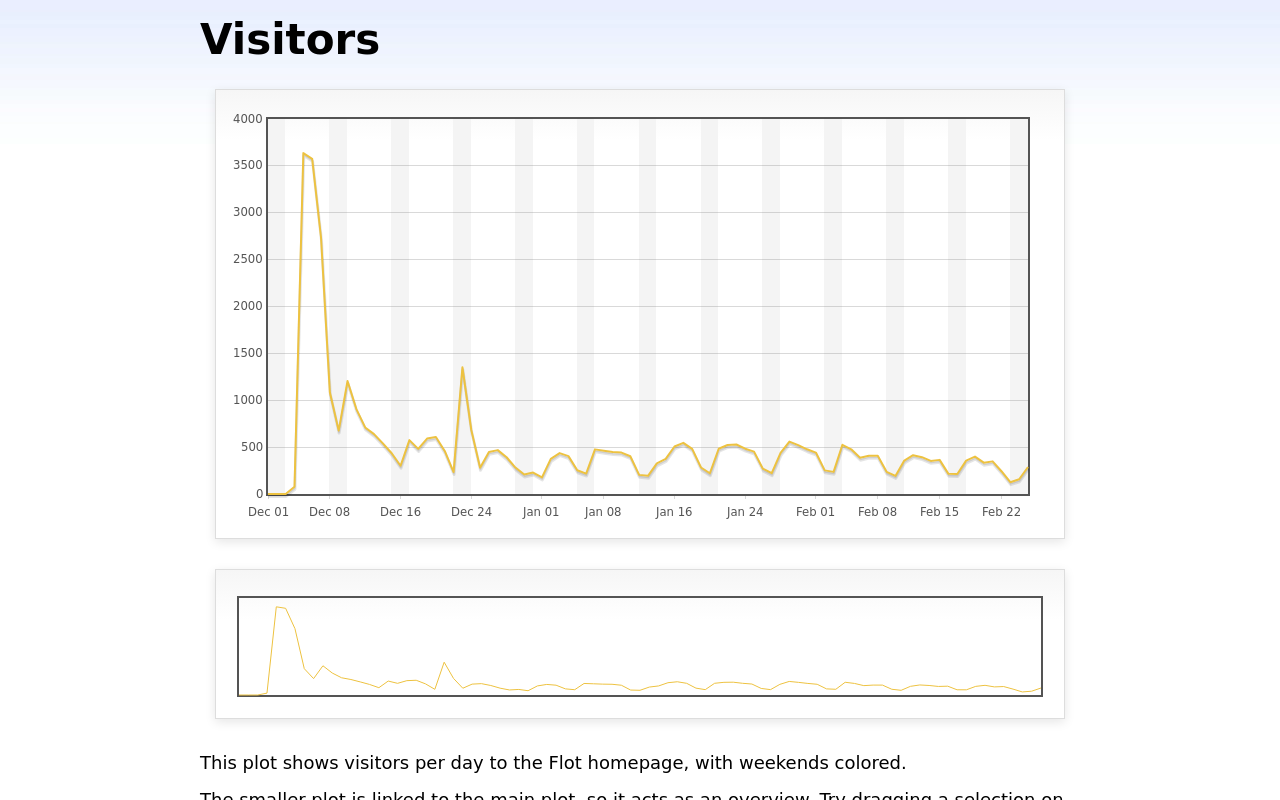 Visitors
4000
3500
3000
2500
2000
1500
1000
500
0
Dec 01 Dec 08 Dec 16 Dec 24 Jan 01 Jan 08 Jan 16 Jan 24 Feb 01 Feb 08 Feb 15 Feb 22
This plot shows visitors per day to the Flot homepage, with weekends colored.
The smaller plot is linked to the main plot, so it acts as an overview. Try dragging a selection on